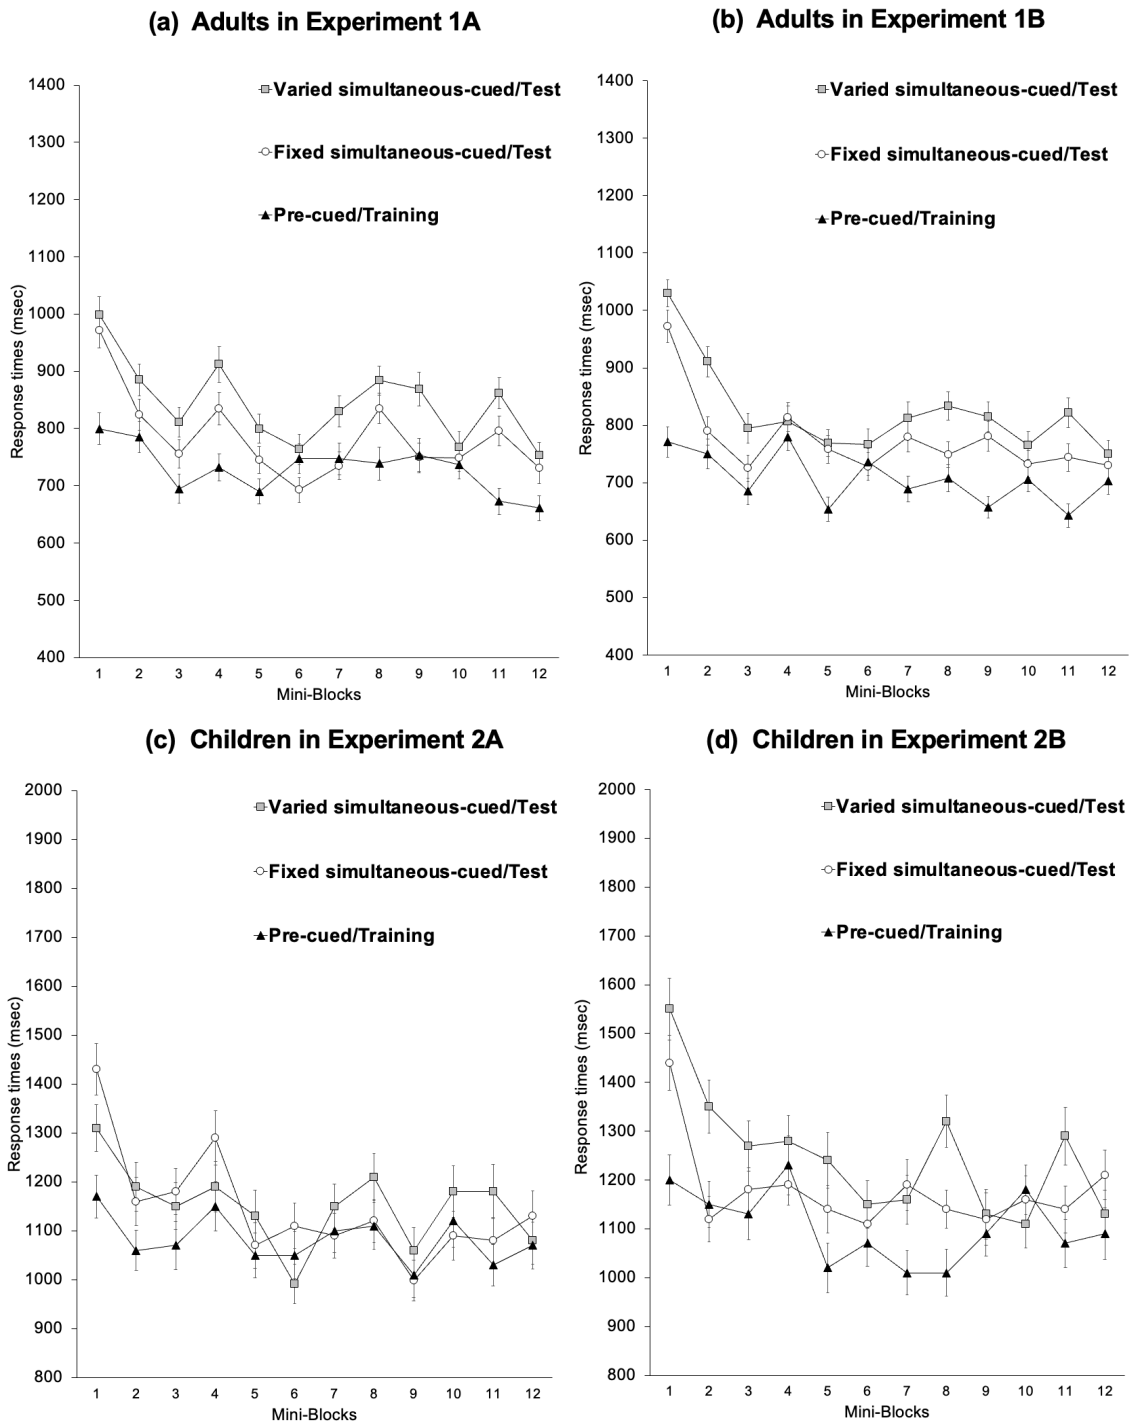 (a) Adults in Experiment 1A
Varied simultaneous-cued/Test
Fixed simultaneous-cued/Test
Pre-cued/Training
Response times (msec)
1400
1300
1200
1100
1000
900
800
700
600
500
400
1 2 3 4 5 6 7 8 9 10 11 12
Mini-Blocks
(b) Adults in Experiment 1B
Varied simultaneous-cued/Test
Fixed simultaneous-cued/Test
Pre-cued/Training
Response times (msec)
1400
1300
1200
1100
1000
900
800
700
600
500
400
1 2 3 4 5 6 7 8 9 10 11 12
Mini-Blocks
(c) Children in Experiment 2A
Varied simultaneous-cued/Test
Fixed simultaneous-cued/Test
Pre-cued/Training
Response times (msec)
2000
1900
1800
1700
1600
1500
1400
1300
1200
1100
1000
900
800
1 2 3 4 5 6 7 8 9 10 11 12
Mini-Blocks
(d) Children in Experiment 2B
Varied simultaneous-cued/Test
Fixed simultaneous-cued/Test
Pre-cued/Training
Response times (msec)
2000
1900
1800
1700
1600
1500
1400
1300
1200
1100
1000
900
800
1 2 3 4 5 6 7 8 9 10 11 12
Mini-Blocks